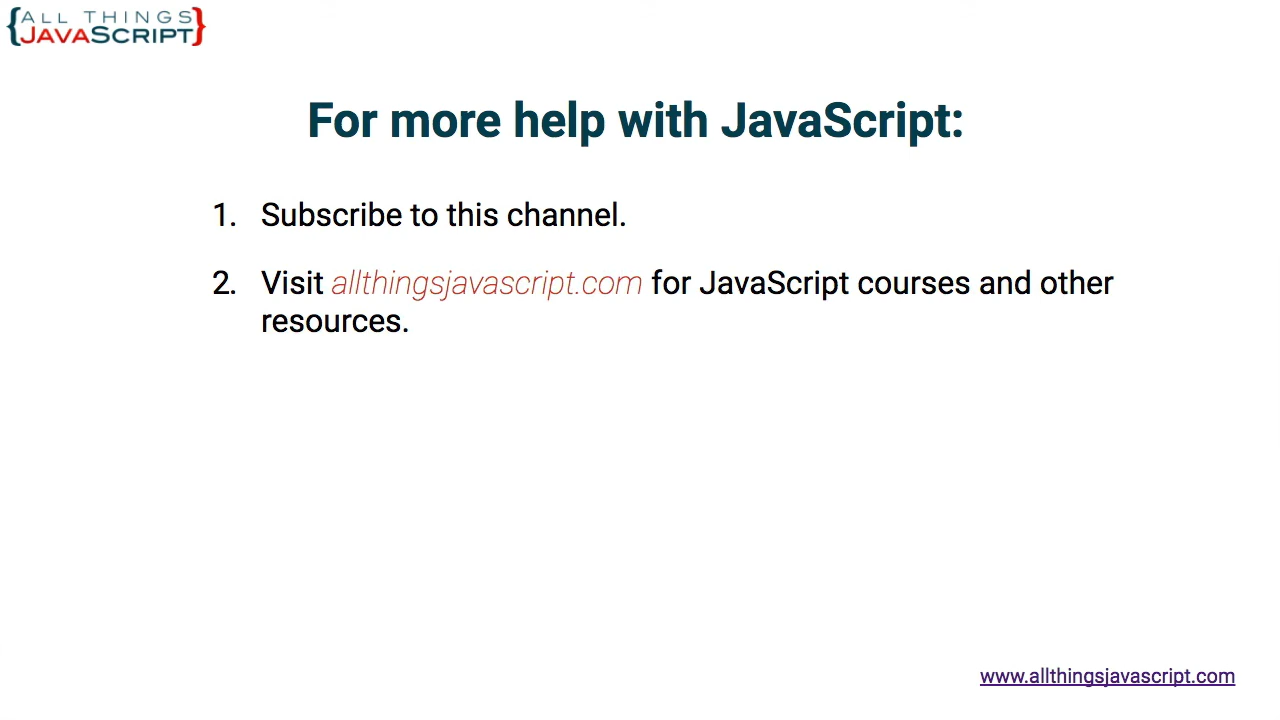 {ALL THINGS
JAVASCRIPT}
For more help with JavaScript:
1. Subscribe to this channel.
2. Visit allthingsjavascript.com for JavaScript courses and other
resources.
www.allthingsjavascript.com